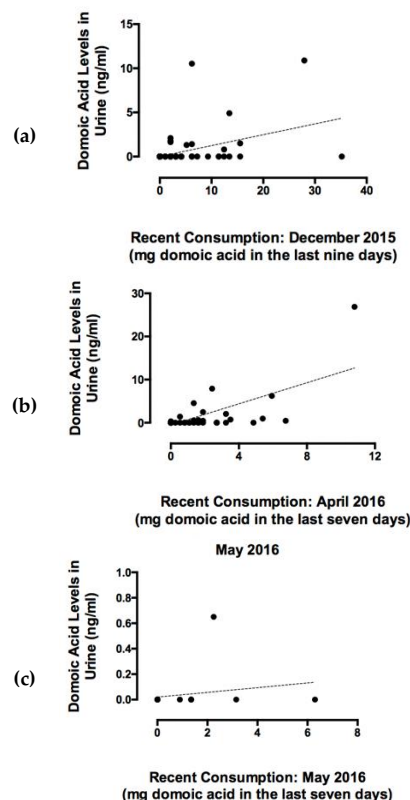 (a)
Domoic Acid Levels in
Urine (ng/ml)
15
10
5
0
0 10 20 30 40
Recent Consumption: December 2015
(mg domoic acid in the last nine days)
(b)
Domoic Acid Levels in
Urine (ng/ml)
30
20
10
0
0 4 8 12
Recent Consumption: April 2016
(mg domoic acid in the last seven days)
May 2016
(c)
Domoic Acid Levels in
Urine (ng/ml)
1.0
0.8
0.6
0.4
0.2
0.0
0 2 4 6 8
Recent Consumption: May 2016
(mg domoic acid in the last seven days)